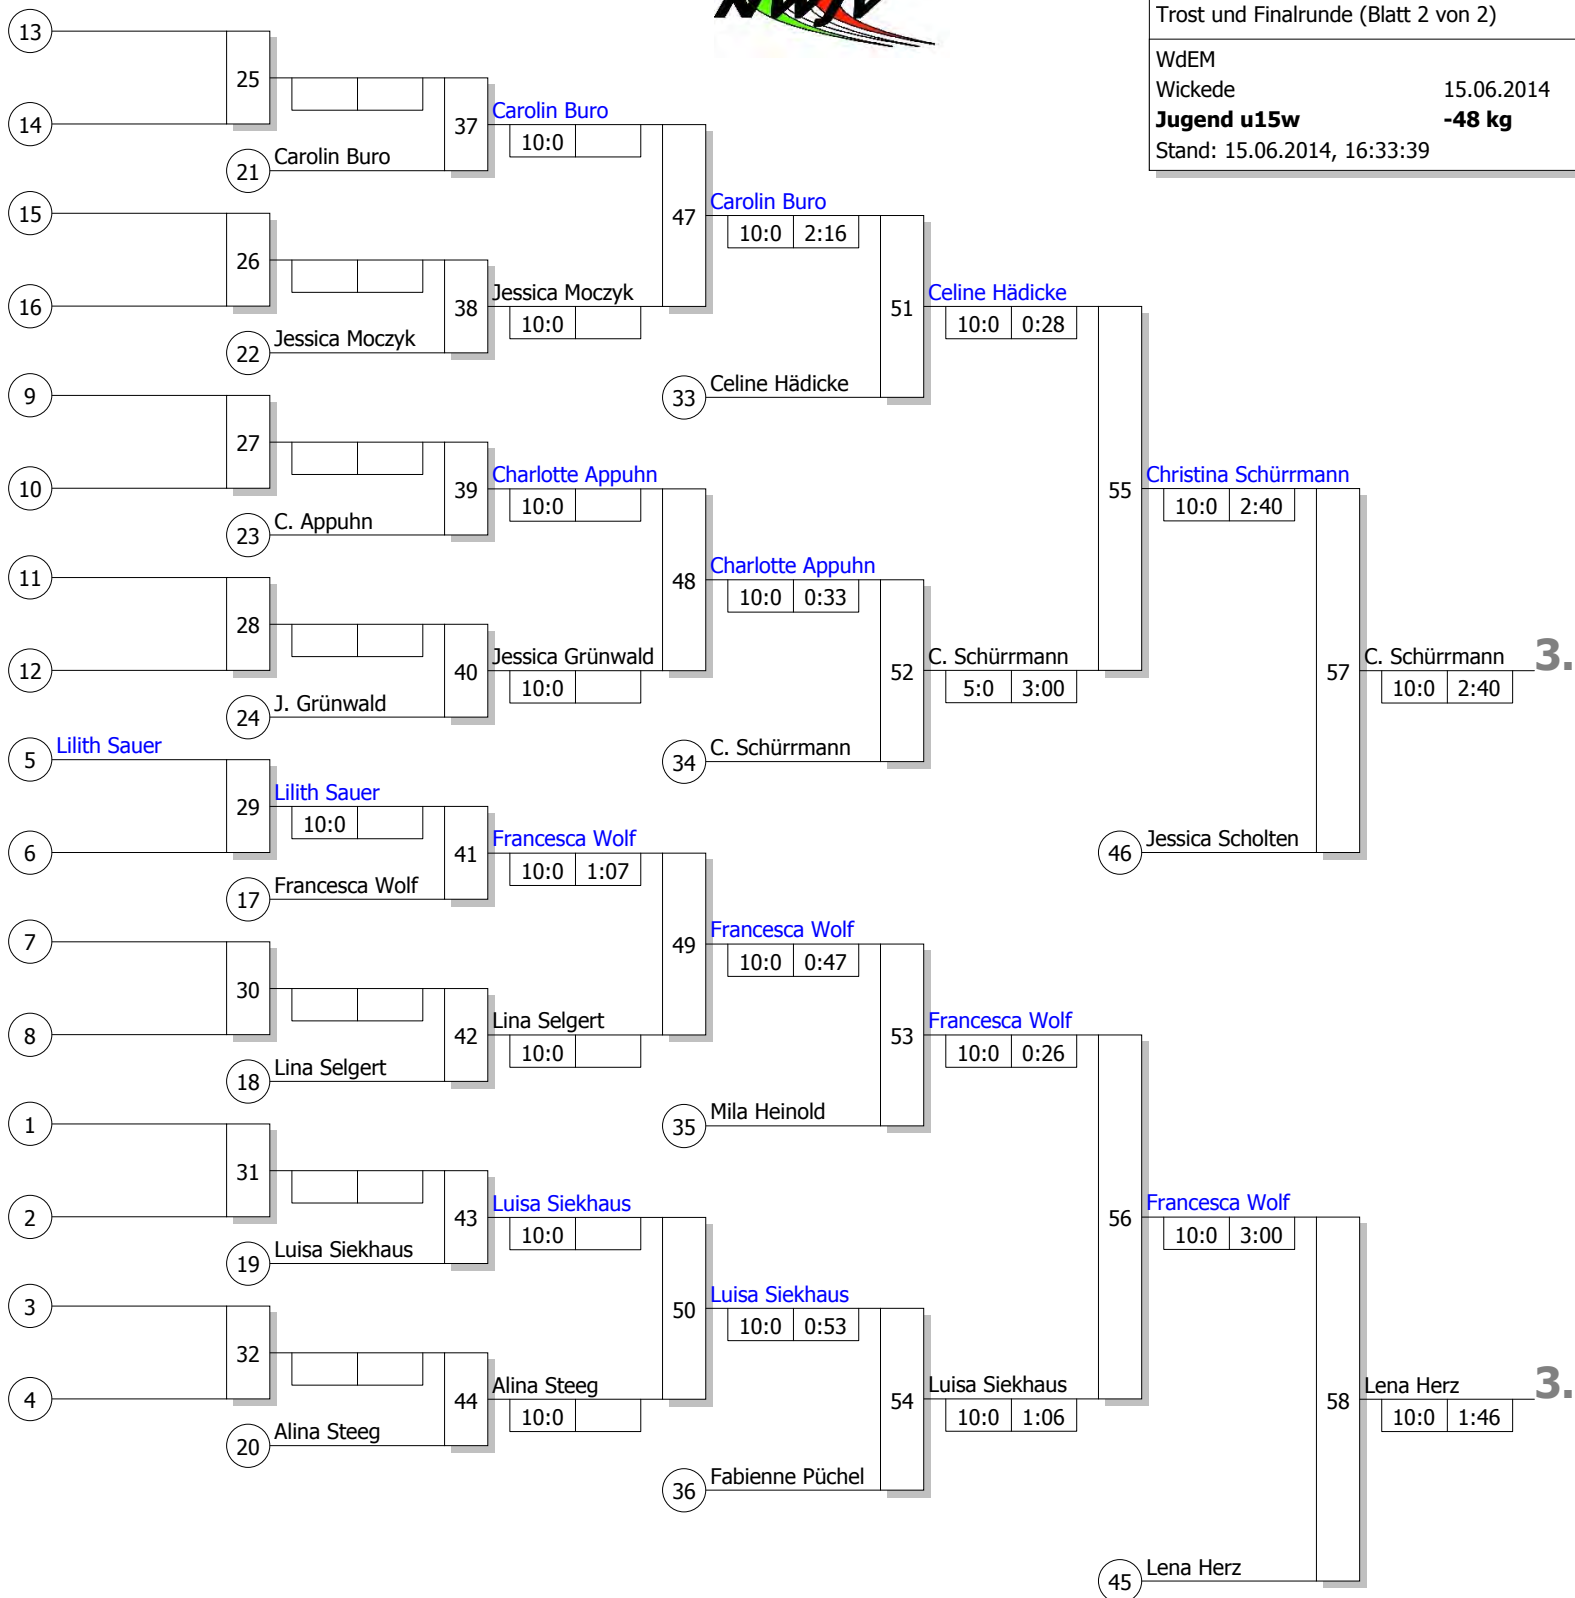 Trost und Finalrunde (Blatt 2 von 2)
WdEM
Wickede 15.06.2014
Jugend u15w -48 kg
Stand: 15.06.2014, 16:33:39
13
25
14
37
Carolin Buro
10:0
21
Carolin Buro
15
26
16
38
Jessica Moczyk
10:0
22
Jessica Moczyk
47
Carolin Buro
10:0 2:16
51
Celine Hädicke
10:0 0:28
33
Celine Hädicke
9
27
10
39
Charlotte Appuhn
10:0
23
C. Appuhn
11
28
12
40
Jessica Grünwald
10:0
24
J. Grünwald
48
Charlotte Appuhn
10:0 0:33
52
C. Schürrmann
5:0 3:00
34
C. Schürrmann
55
Christina Schürrmann
10:0 2:40
57
C. Schürrmann
10:0 2:40
3.
46
Jessica Scholten
5
Lilith Sauer
29
Lilith Sauer
10:0
6
41
Francesca Wolf
10:0 1:07
17
Francesca Wolf
7
30
8
42
Lina Selgert
10:0
18
Lina Selgert
49
Francesca Wolf
10:0 0:47
53
Francesca Wolf
10:0 0:26
35
Mila Heinold
1
31
2
43
Luisa Siekhaus
10:0
19
Luisa Siekhaus
3
32
4
44
Alina Steeg
10:0
20
Alina Steeg
50
Luisa Siekhaus
10:0 0:53
54
Luisa Siekhaus
10:0 1:06
36
Fabienne Püchel
56
Francesca Wolf
10:0 3:00
58
Lena Herz
10:0 1:46
3.
45
Lena Herz